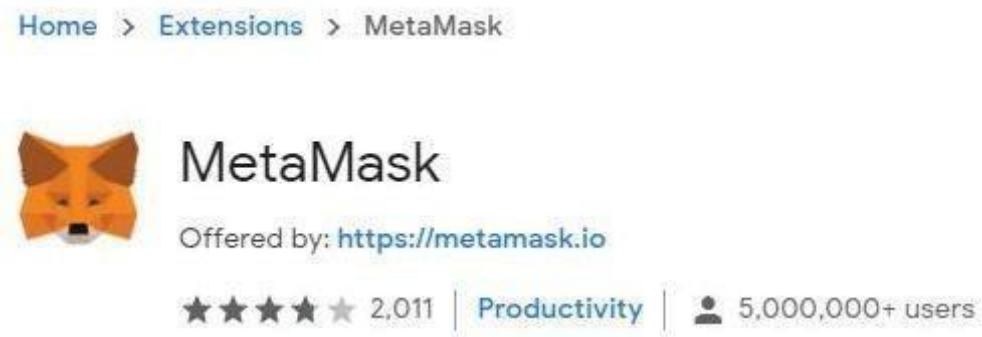 Home > Extensions > MetaMask
MetaMask
Offered by: https://metamask.io
2,011 | Productivity | 5,000,000+ users